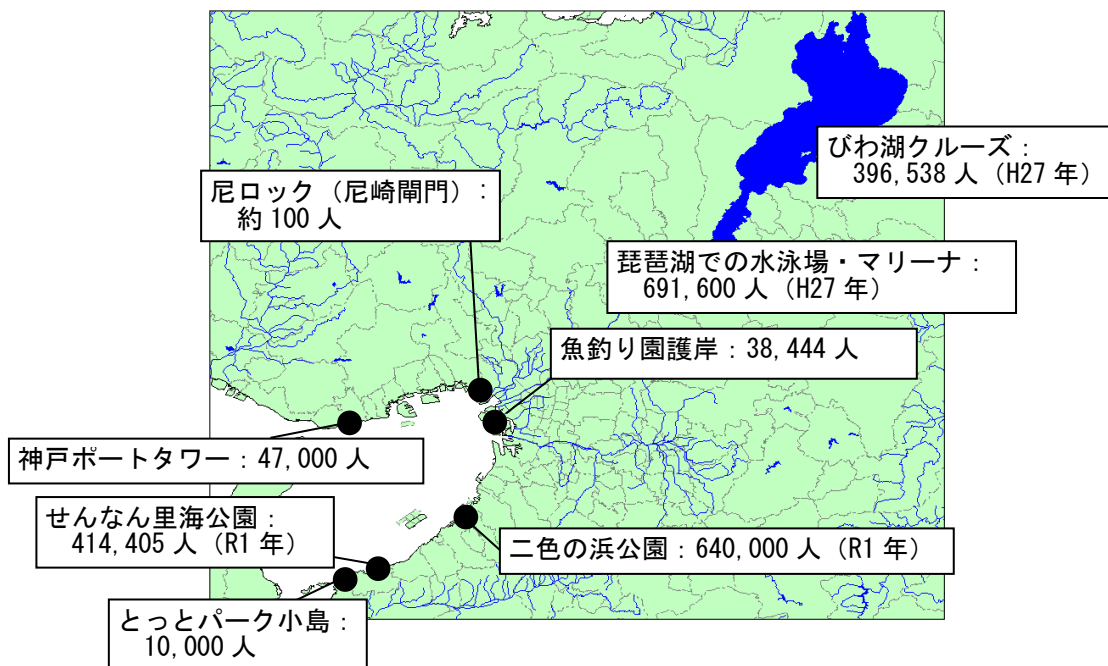 びわ湖クルーズ：
396,538 人（H27 年）
尼ロック（尼崎閘門）：
約 100 人
琵琶湖での水泳場・マリーナ：
691,600 人（H27 年）
魚釣り園護岸：38,444 人
神戸ポートタワー：47,000 人
せんなん里海公園：
414,405 人（R1 年）
二色の浜公園：640,000 人（R1 年）
とっとパーク小島：
10,000 人